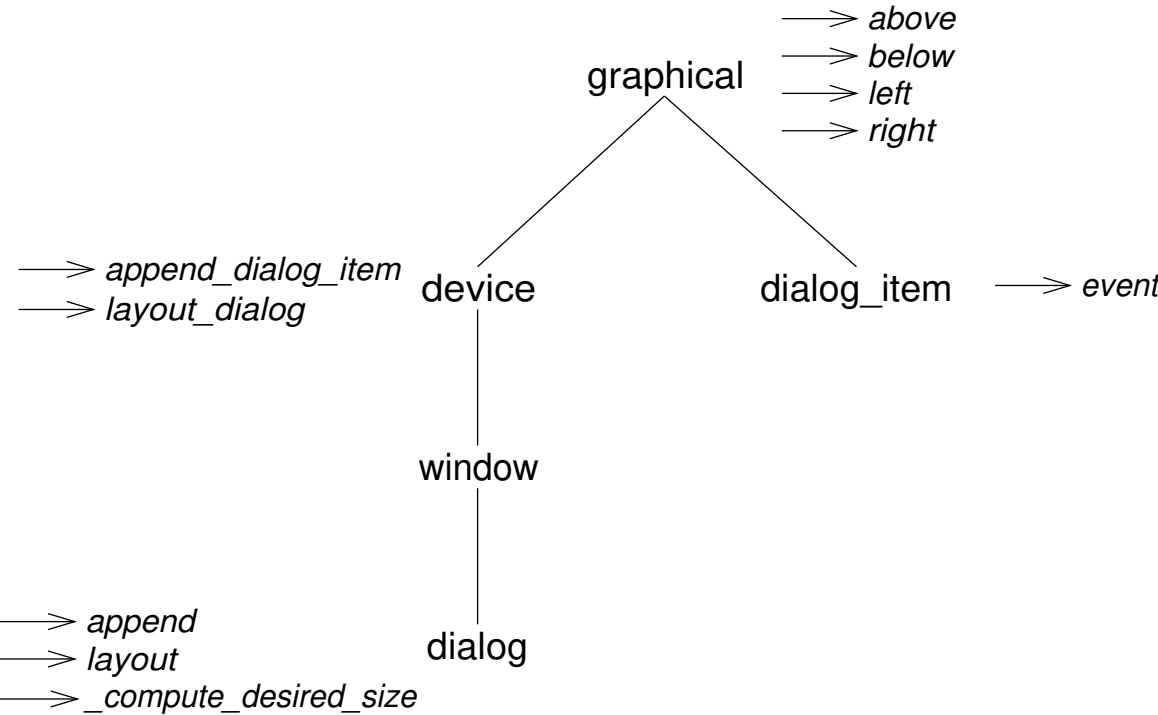 above
below
graphical
left
right
append_dialog_item
device
dialog_item
event
layout_dialog
window
append
dialog
layout
_compute_desired_size